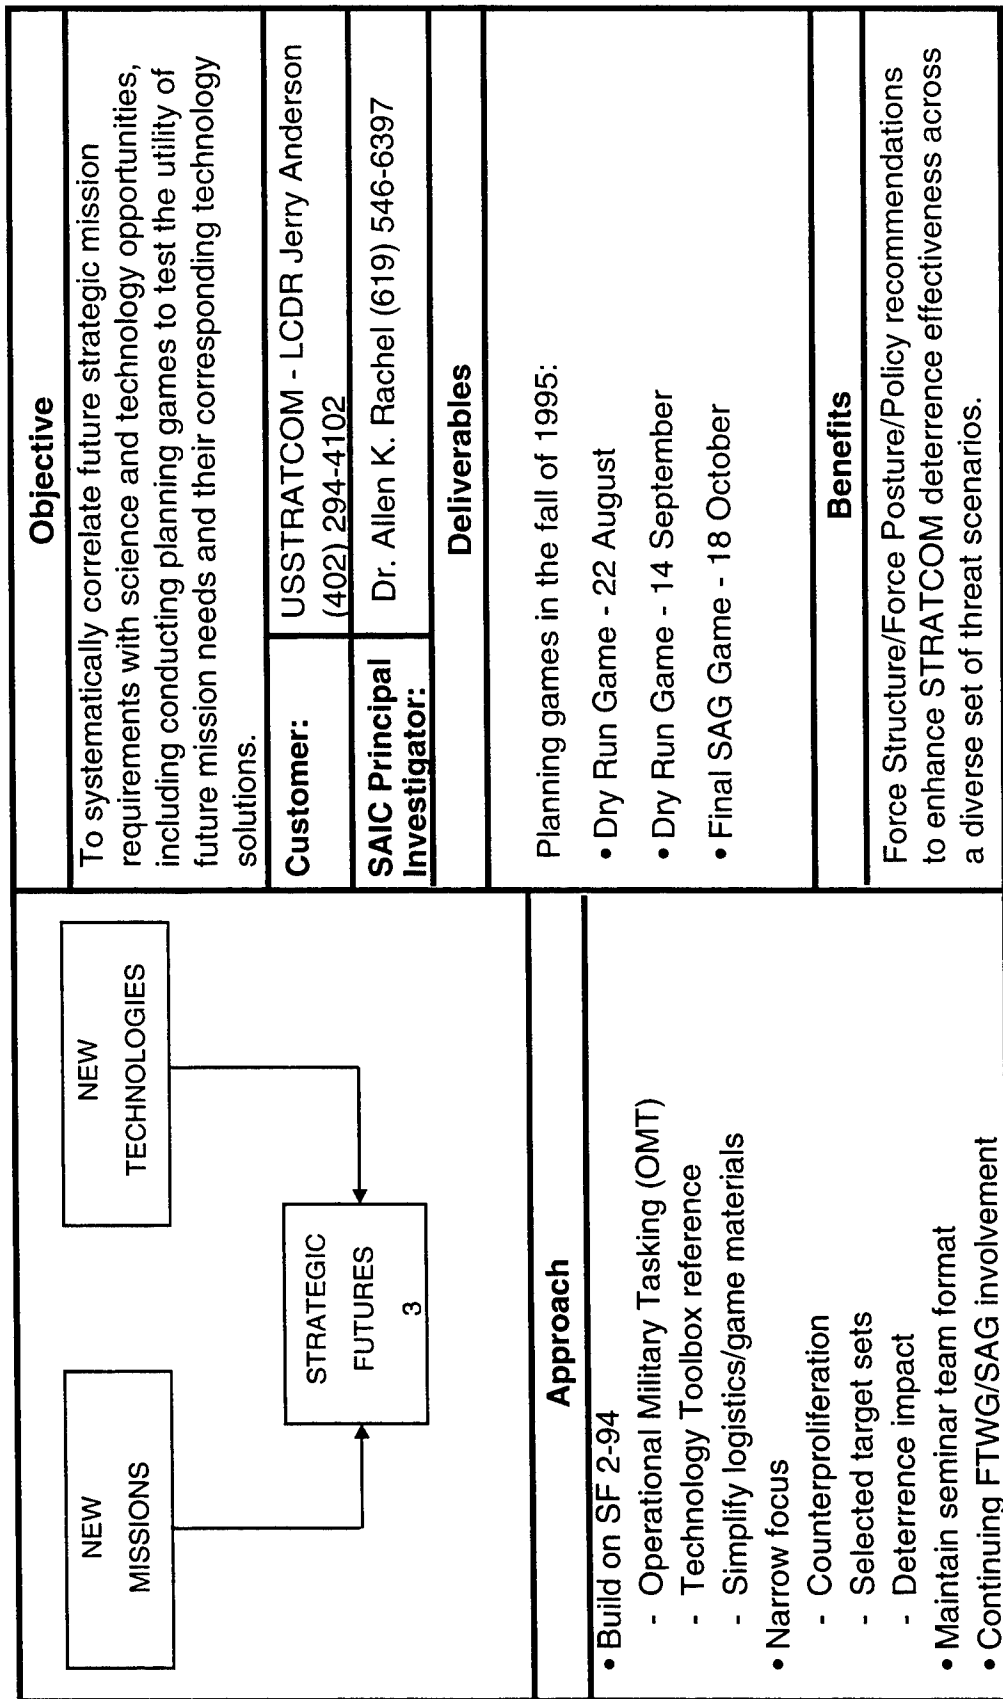 NEW
MISSIONS
NEW
TECHNOLOGIES
STRATEGIC
FUTURES
3
Approach
• Build on SF 2-94
- Operational Military Tasking (OMT)
- Technology Toolbox reference
- Simplify logistics/game materials
• Narrow focus
- Counterproliferation
- Selected target sets
- Deterrence impact
• Maintain seminar team format
• Continuing FTWG/SAG involvement
Objective
To systematically correlate future strategic mission
requirements with science and technology opportunities,
including conducting planning games to test the utility of
future mission needs and their corresponding technology
solutions.
Customer:
USSTRATCOM - LCDR Jerry Anderson
(402) 294-4102
SAIC Principal
Investigator:
Dr. Allen K. Rachel (619) 546-6397
Deliverables
Planning games in the fall of 1995:
• Dry Run Game - 22 August
• Dry Run Game - 14 September
• Final SAG Game - 18 October
Benefits
Force Structure/Force Posture/Policy recommendations
to enhance STRATCOM deterrence effectiveness across
a diverse set of threat scenarios.